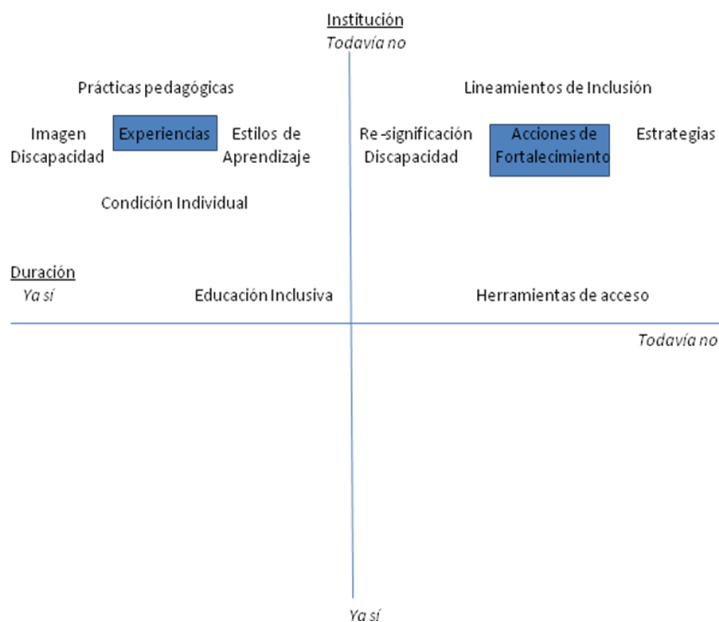 Institución
Todavía no
Prácticas pedagógicas
Lineamientos de Inclusión
Imagen Discapacidad
Experiencias
Estilos de Aprendizaje
Re-significación Discapacidad
Acciones de Fortalecimiento
Estrategias
Condición Individual
Duración
Ya sí
Educación Inclusiva
Herramientas de acceso
Todavía no
Ya sí